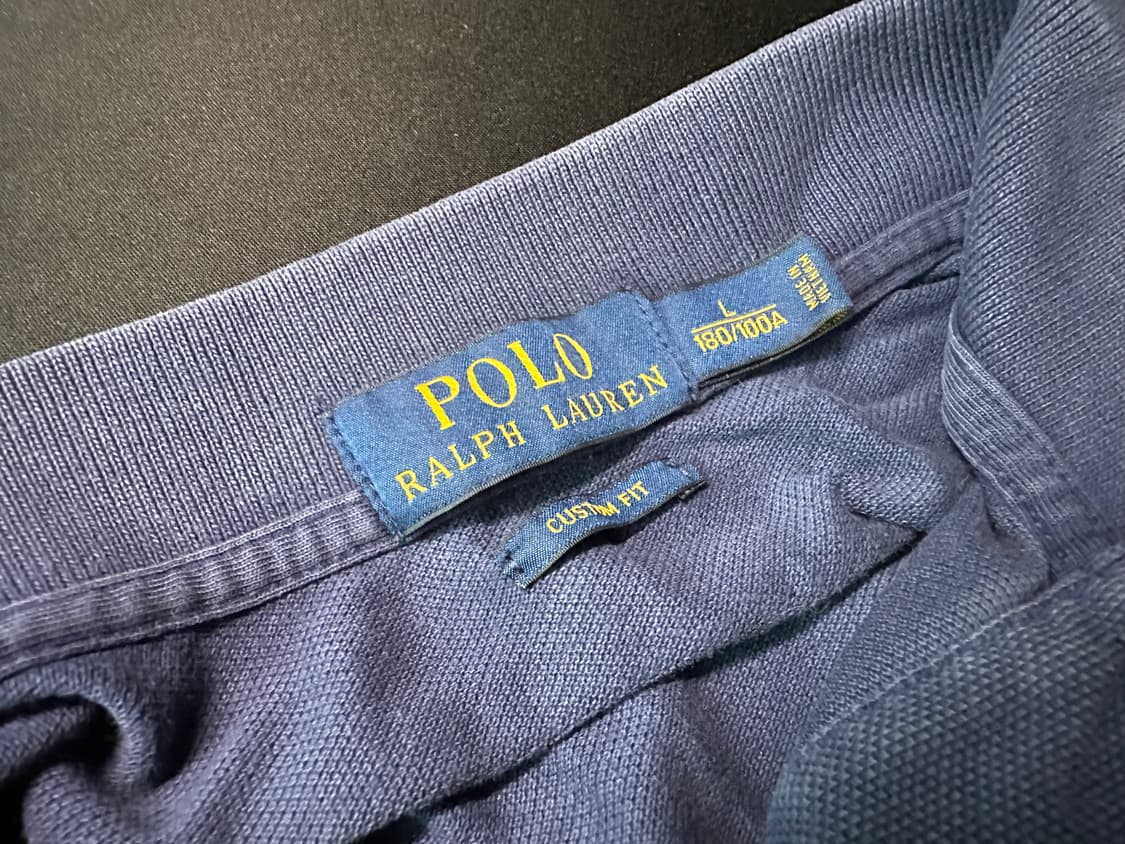 POLO
RALPH LAUREN
L
180/100A
MADE IN
VIETNAM
CUSTOM FIT